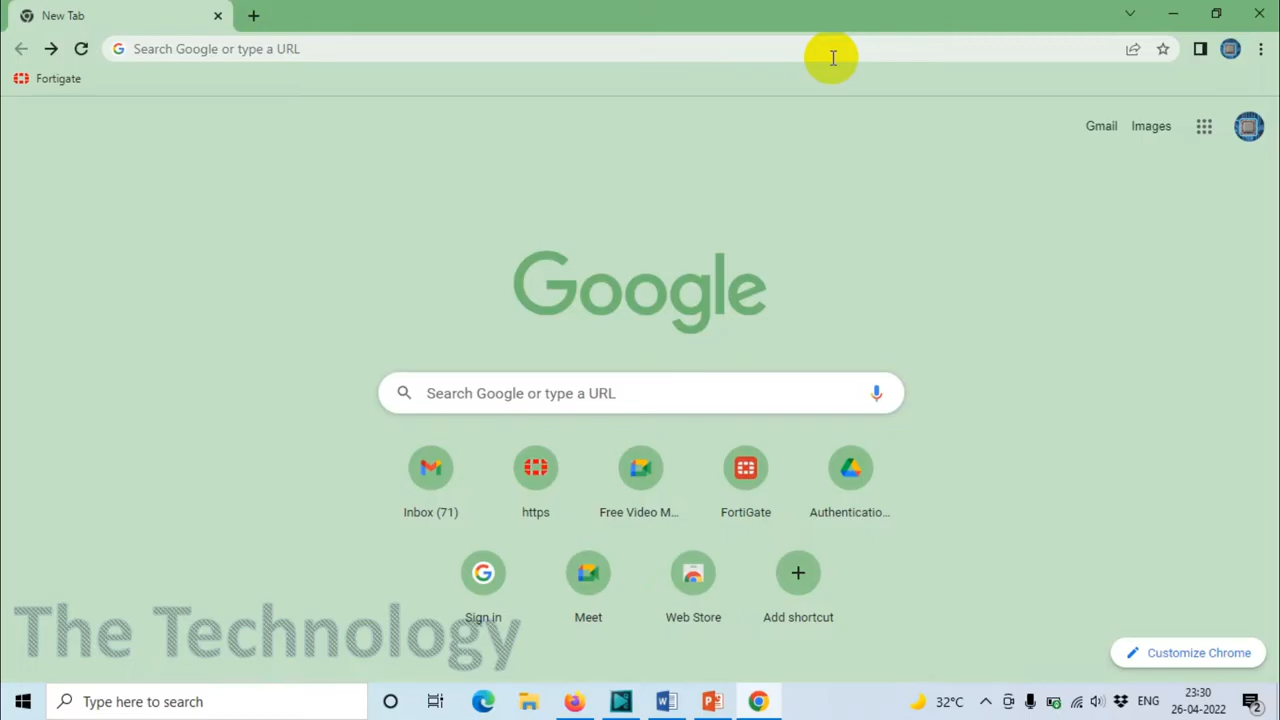 New Tab
Search Google or type a URL
Fortigate
Gmail Images
Google
Search Google or type a URL
Inbox (71) https Free Video M... FortiGate Authenticatio...
Sign in Meet Web Store Add shortcut
The Technology
Customize Chrome
Type here to search
32°C ENG
23:30
26-04-2022
2